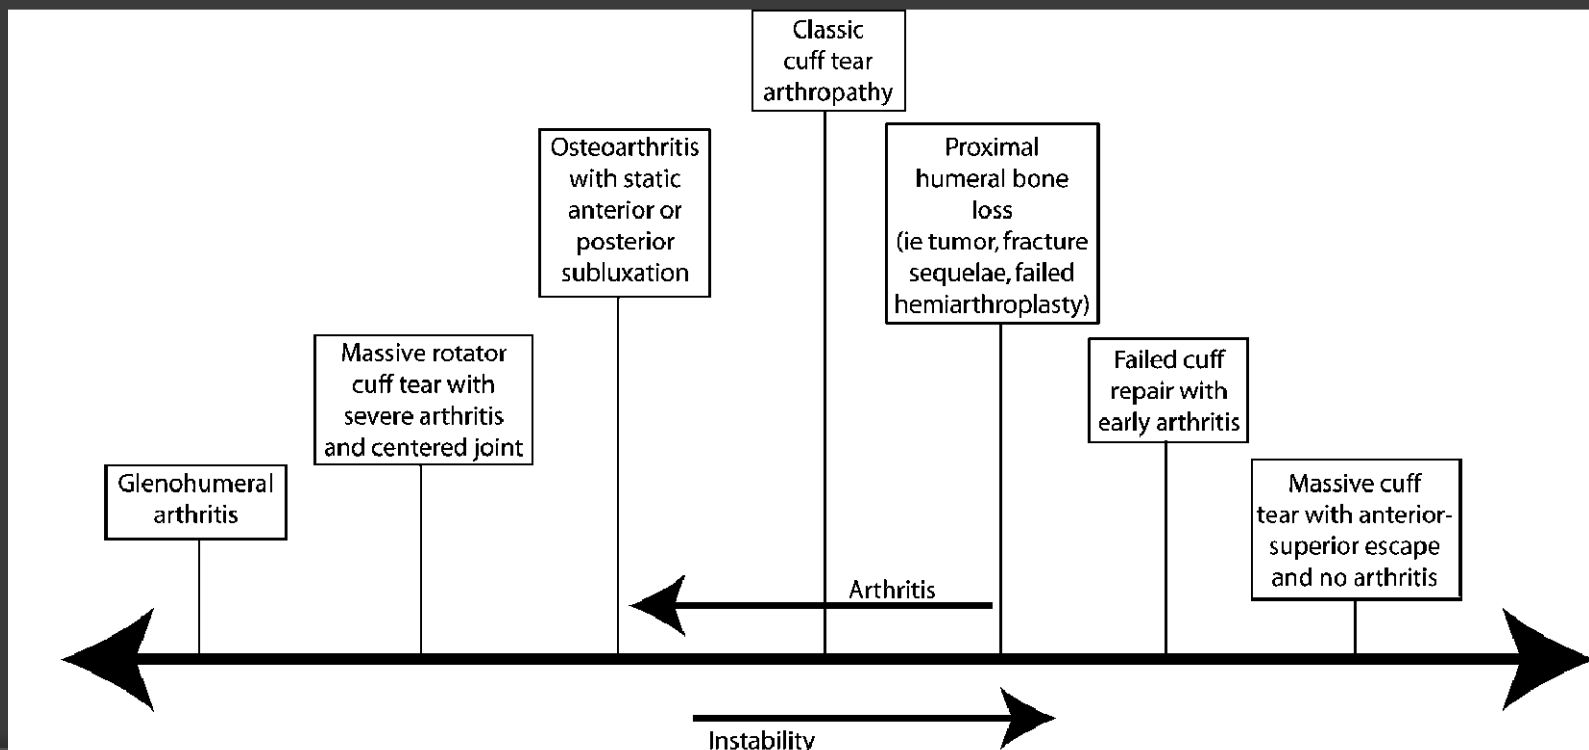 Classic
cuff tear
arthropathy
Osteoarthritis
with static
anterior or
posterior
subluxation
Proximal
humeral bone
loss
(ie tumor, fracture
sequelae, failed
hemiarthroplasty)
Massive rotator
cuff tear with
severe arthritis
and centered joint
Failed cuff
repair with
early arthritis
Glenohumeral
arthritis
Massive cuff
tear with anterior-
superior escape
and no arthritis
Arthritis
Instability